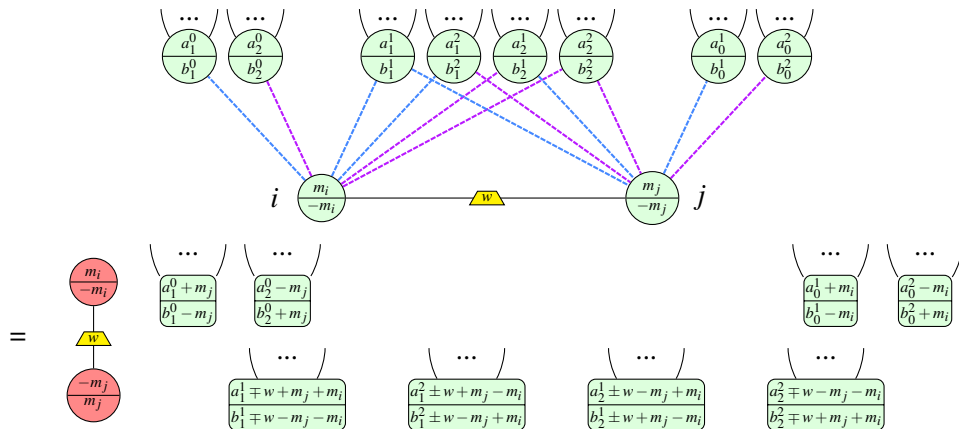 ... ... ... ... ... ... ... ...
a_1^0 a_2^0 a_1^1 a_1^2 a_2^1 a_2^2 a_0^1 a_0^2
b_1^0 b_2^0 b_1^1 b_1^2 b_2^1 b_2^2 b_0^1 b_0^2
i m_i w m_j j
-m_i -m_j
... ... ... ...
m_i a_1^0+m_j a_2^0-m_j a_0^1+m_i a_0^2-m_i
-m_i b_1^0-m_j b_2^0+m_j b_0^1-m_i b_0^2+m_i
= w
... ... ... ...
-m_j a_1^1∓w+m_j+m_i a_1^2±w+m_j-m_i a_2^1±w-m_j+m_i a_2^2∓w-m_j-m_i
m_j b_1^1∓w-m_j-m_i b_1^2±w-m_j+m_i b_2^1±w+m_j-m_i b_2^2∓w+m_j+m_i